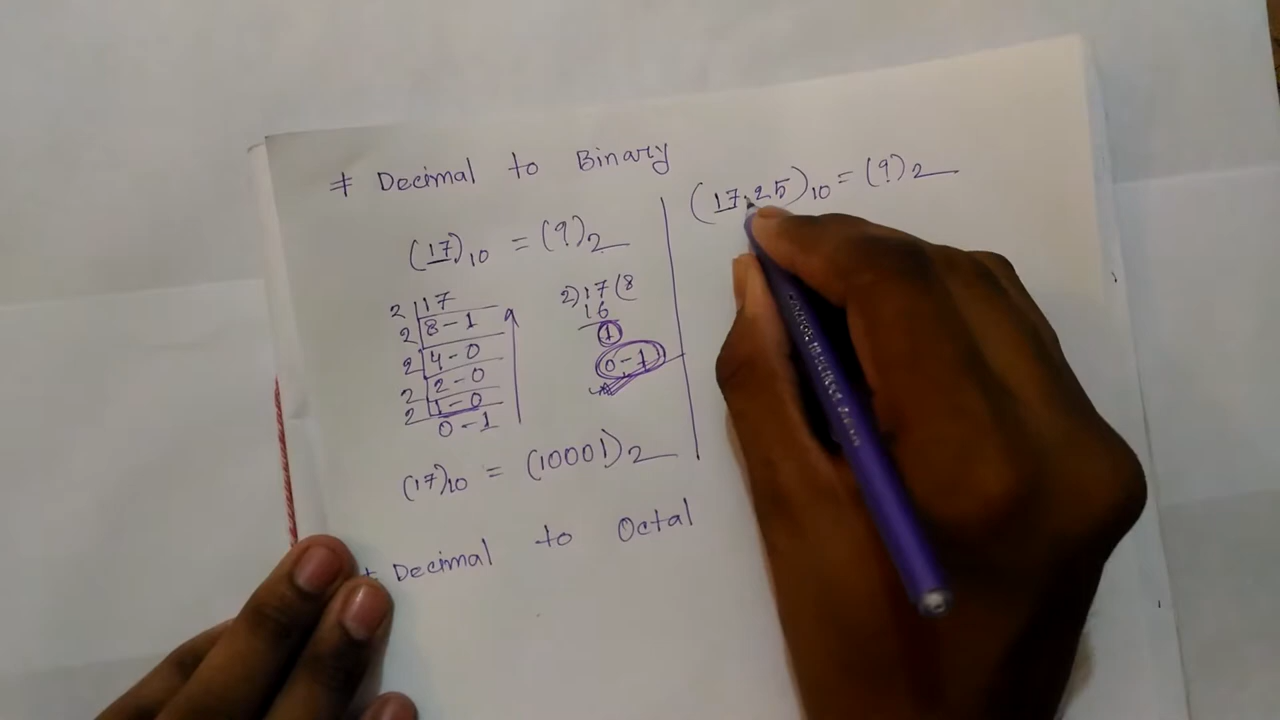 # Decimal to Binary
(17)10 = (?)2
2 | 17
2 | 8 - 1
2 | 4 - 0
2 | 2 - 0
2 | 1 - 0
0 - 1
2)17(8
16
1
0 - 1
(17)10 = (10001)2
Decimal to Octal
(17.25)10 = (?)2